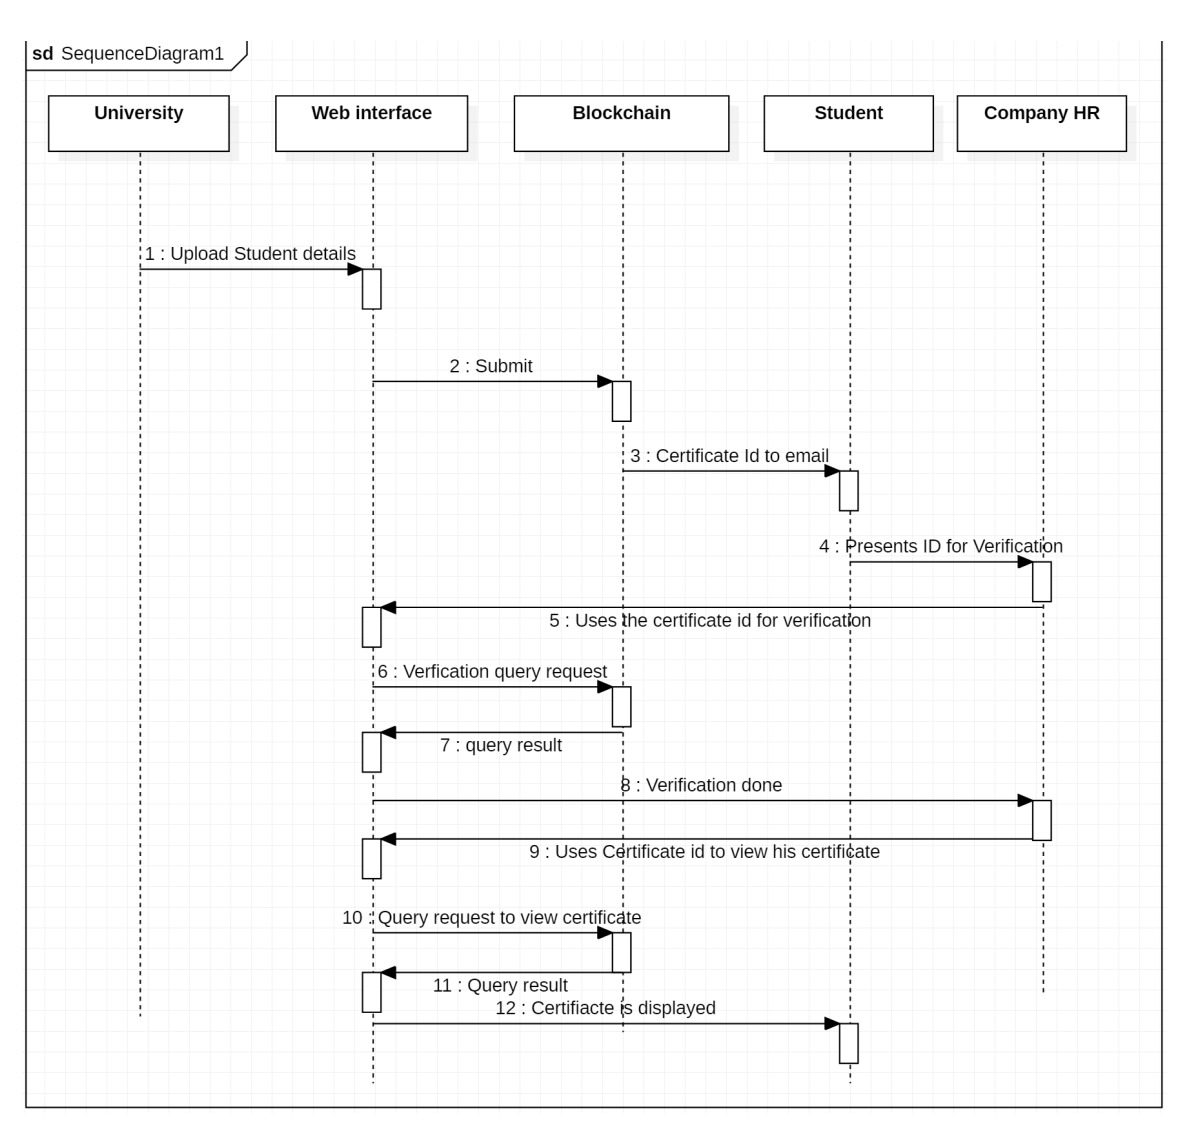 sd SequenceDiagram1
University
Web interface
Blockchain
Student
Company HR
1 : Upload Student details
2 : Submit
3 : Certificate Id to email
4 : Presents ID for Verification
5 : Uses the certificate id for verification
6 : Verfication query request
7 : query result
8 : Verification done
9 : Uses Certificate id to view his certificate
10 : Query request to view certificate
11 : Query result
12 : Certifiacte is displayed